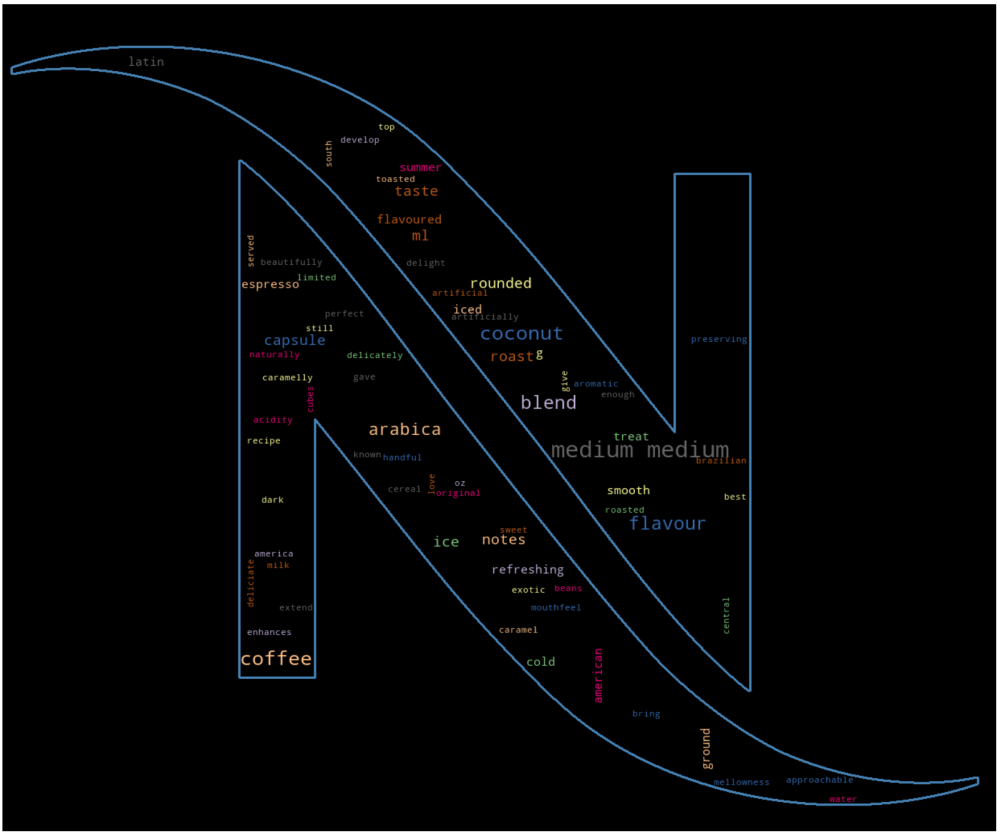 latin
top
develop
south
summer
toasted
taste
flavoured
ml
served
beautifully
delight
limited
espresso
rounded
artificial
iced
perfect
artificially
still
coconut
capsule
preserving
naturally
delicately
roast
g
caramelly
gave
give
aromatic
cubes
enough
blend
acidity
arabica
treat
recipe
medium medium
known
handful
brazilian
cereal
love
oz
original
smooth
best
dark
roasted
flavour
sweet
ice
notes
america
milk
refreshing
deliciate
exotic
beans
extend
mouthfeel
central
enhances
caramel
coffee
cold
american
bring
ground
mellowness
approachable
water